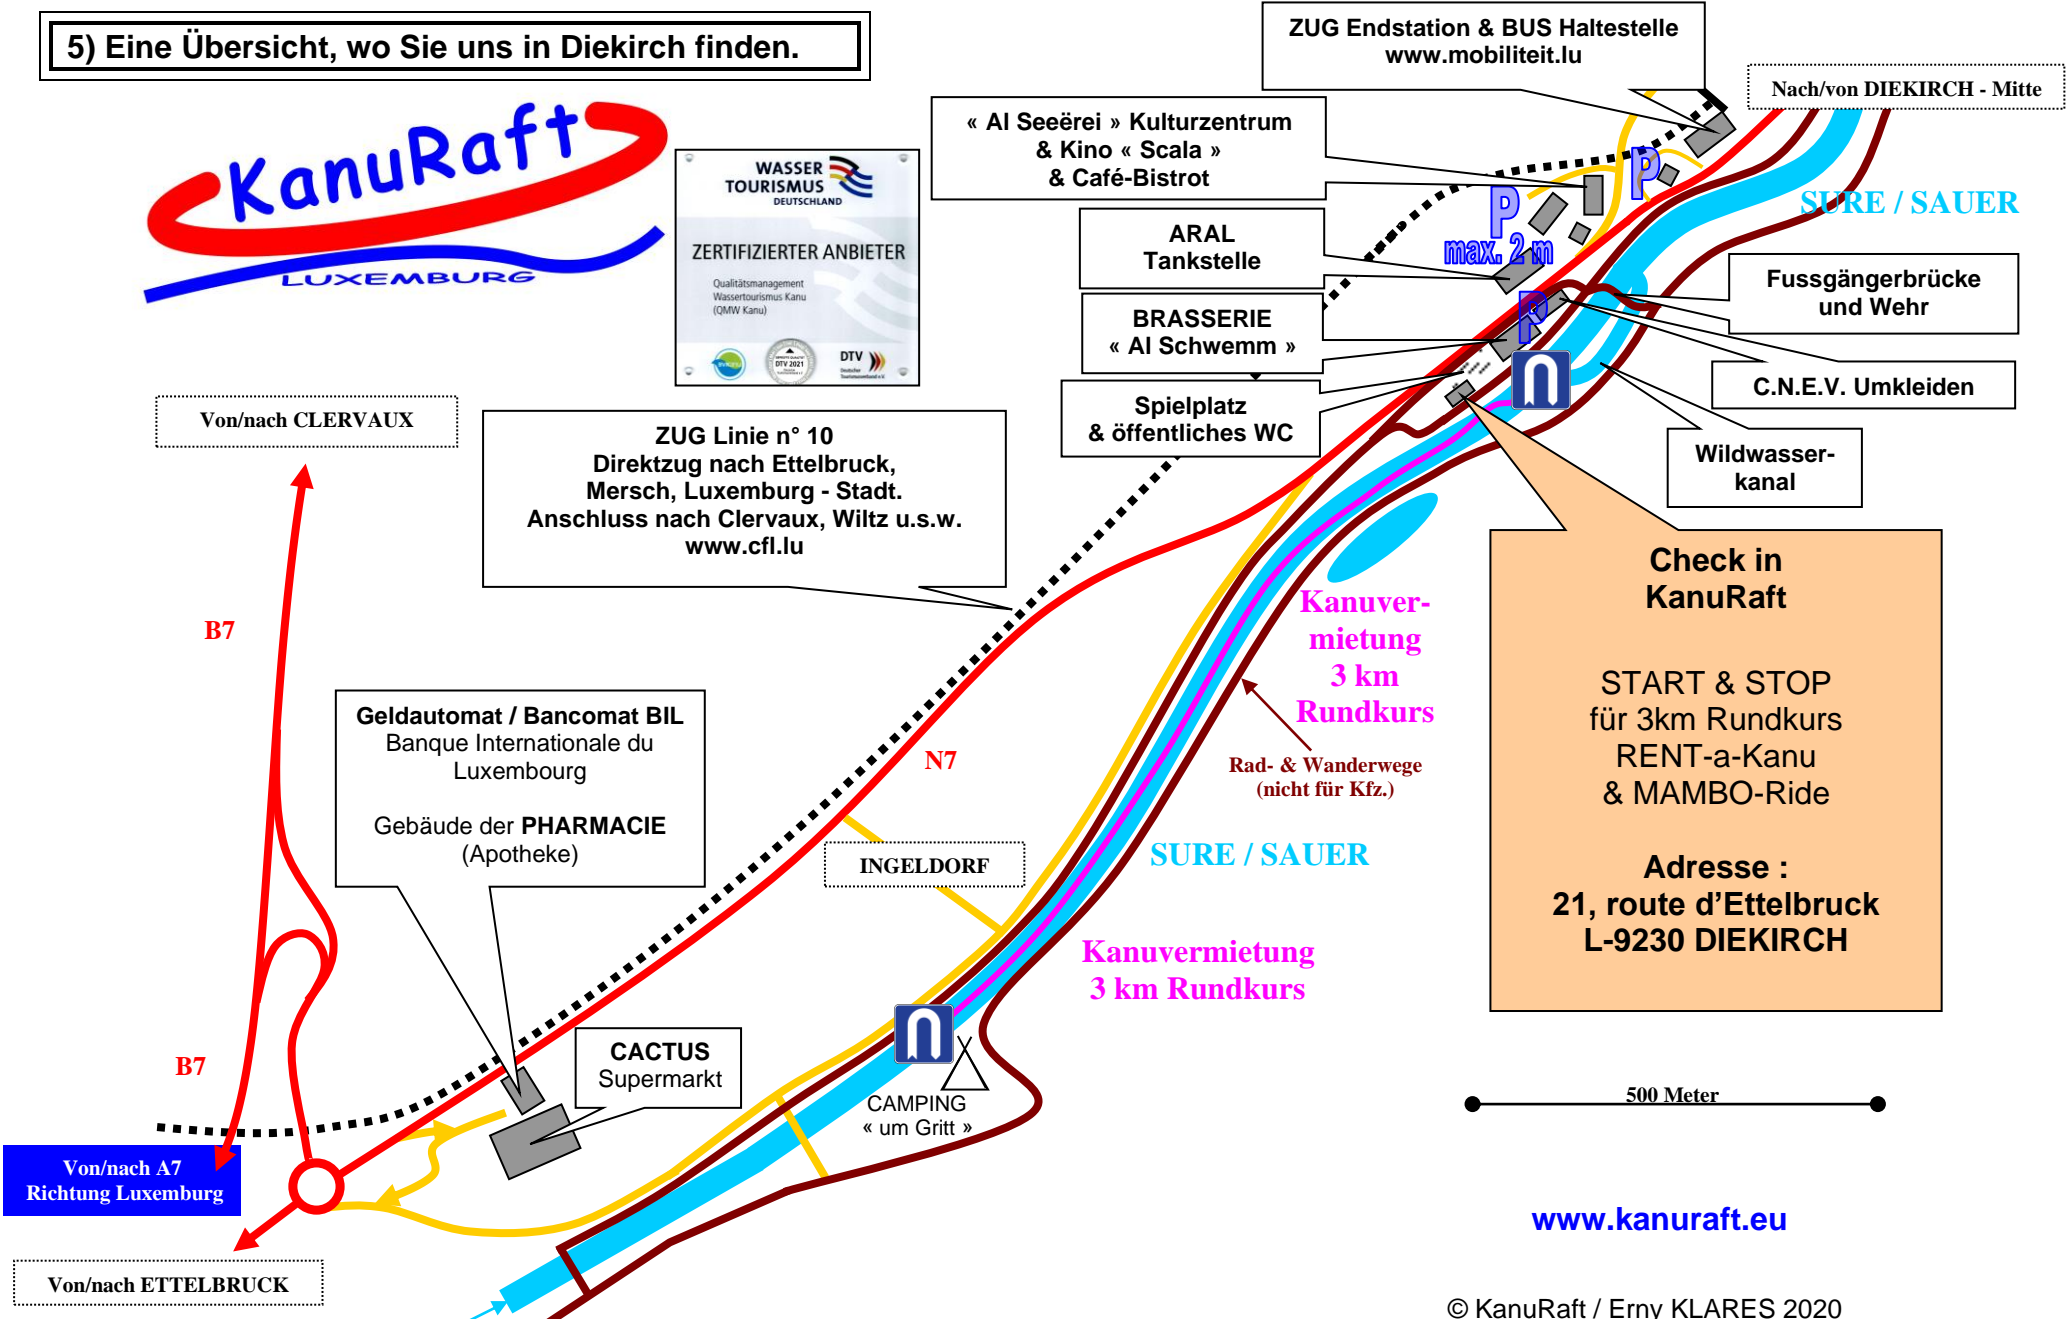 5) Eine Übersicht, wo Sie uns in Diekirch finden.
KanuRaft
LUXEMBURG
WASSER
TOURISMUS
DEUTSCHLAND
ZERTIFIZIERTER ANBIETER
Qualitätsmanagement
Wassertourismus Kanu
(QMW Kanu)
DTV 2021
DTV
ZUG Endstation & BUS Haltestelle
www.mobiliteit.lu
Nach/von DIEKIRCH - Mitte
« Al Seeërei » Kulturzentrum
& Kino « Scala »
& Café-Bistrot
P
P
max. 2 m
SURE / SAUER
ARAL
Tankstelle
Fussgängerbrücke
und Wehr
BRASSERIE
« Al Schwemm »
P
C.N.E.V. Umkleiden
Spielplatz
& öffentliches WC
Wildwasser-
kanal
Von/nach CLERVAUX
ZUG Linie n° 10
Direktzug nach Ettelbruck,
Mersch, Luxemburg - Stadt.
Anschluss nach Clervaux, Wiltz u.s.w.
www.cfl.lu
Check in
KanuRaft
START & STOP
für 3km Rundkurs
RENT-a-Kanu
& MAMBO-Ride
Adresse :
21, route d’Ettelbruck
L-9230 DIEKIRCH
Kanuver-
mietung
3 km
Rundkurs
B7
Geldautomat / Bancomat BIL
Banque Internationale du
Luxembourg
Gebäude der PHARMACIE
(Apotheke)
N7
Rad- & Wanderwege
(nicht für Kfz.)
INGELDORF
SURE / SAUER
Kanuvermietung
3 km Rundkurs
B7
CACTUS
Supermarkt
CAMPING
« um Gritt »
500 Meter
Von/nach A7
Richtung Luxemburg
Von/nach ETTELBRUCK
www.kanuraft.eu
© KanuRaft / Erny KLARES 2020